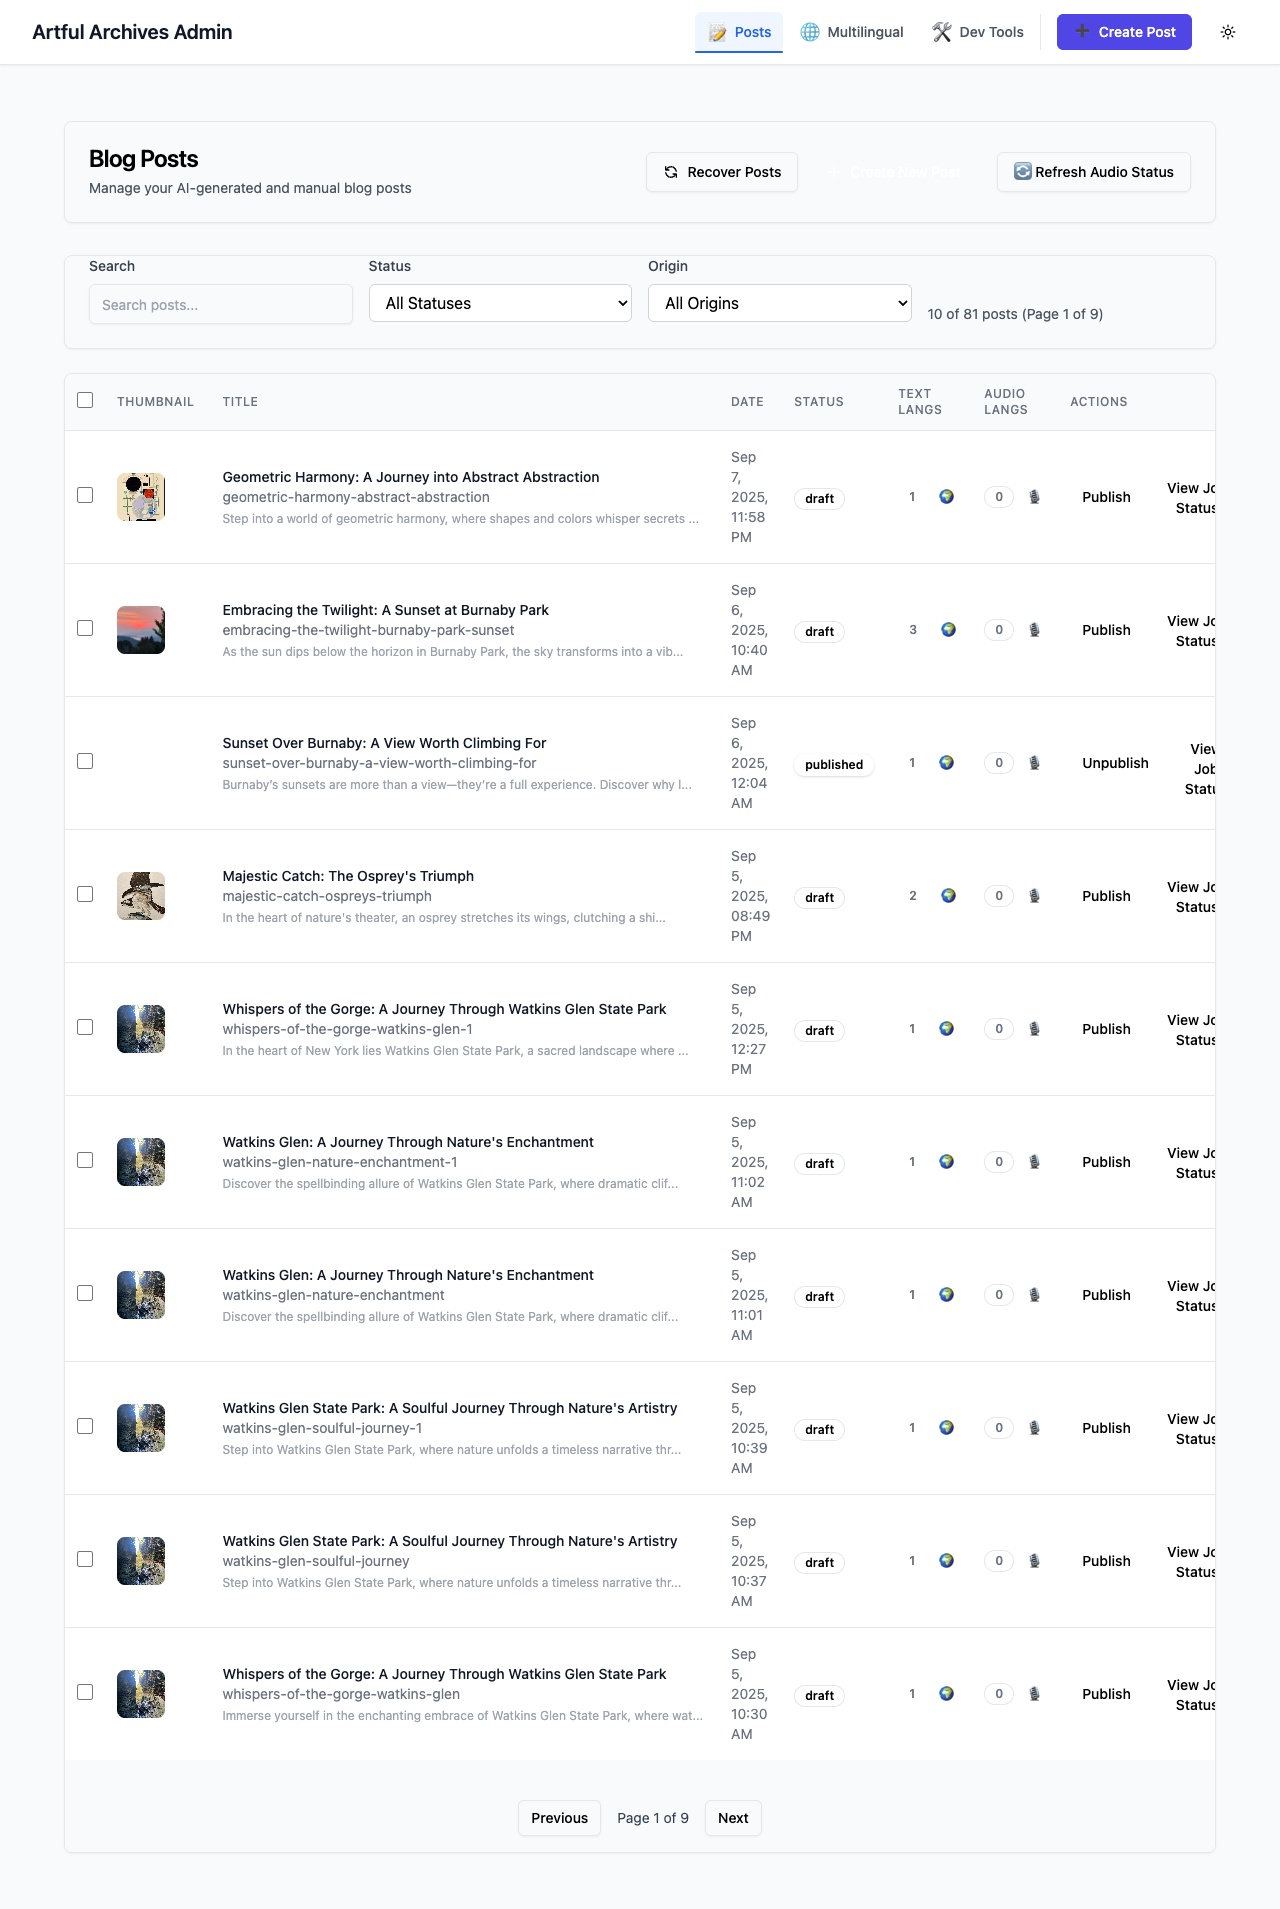 Artful Archives Admin
Posts
Multilingual
Dev Tools
Create Post
Blog Posts
Manage your AI-generated and manual blog posts
Recover Posts
Create New Post
Refresh Audio Status
Search
Status
Origin
Search posts...
All Statuses
All Origins
10 of 81 posts (Page 1 of 9)
THUMBNAIL
TITLE
DATE
STATUS
TEXT LANGS
AUDIO LANGS
ACTIONS
Geometric Harmony: A Journey into Abstract Abstraction
geometric-harmony-abstract-abstraction
Step into a world of geometric harmony, where shapes and colors whisper secrets ...
Sep 7, 2025, 11:58 PM
draft
1
0
Publish
View Jo
Status
Embracing the Twilight: A Sunset at Burnaby Park
embracing-the-twilight-burnaby-park-sunset
As the sun dips below the horizon in Burnaby Park, the sky transforms into a vib...
Sep 6, 2025, 10:40 AM
draft
3
0
Publish
View Jo
Status
Sunset Over Burnaby: A View Worth Climbing For
sunset-over-burnaby-a-view-worth-climbing-for
Burnaby’s sunsets are more than a view—they’re a full experience. Discover why l...
Sep 6, 2025, 12:04 AM
published
1
0
Unpublish
View
Job
Statu
Majestic Catch: The Osprey's Triumph
majestic-catch-ospreys-triumph
In the heart of nature's theater, an osprey stretches its wings, clutching a shi...
Sep 5, 2025, 08:49 PM
draft
2
0
Publish
View Jo
Status
Whispers of the Gorge: A Journey Through Watkins Glen State Park
whispers-of-the-gorge-watkins-glen-1
In the heart of New York lies Watkins Glen State Park, a sacred landscape where ...
Sep 5, 2025, 12:27 PM
draft
1
0
Publish
View Jo
Status
Watkins Glen: A Journey Through Nature's Enchantment
watkins-glen-nature-enchantment-1
Discover the spellbinding allure of Watkins Glen State Park, where dramatic clif...
Sep 5, 2025, 11:02 AM
draft
1
0
Publish
View Jo
Status
Watkins Glen: A Journey Through Nature's Enchantment
watkins-glen-nature-enchantment
Discover the spellbinding allure of Watkins Glen State Park, where dramatic clif...
Sep 5, 2025, 11:01 AM
draft
1
0
Publish
View Jo
Status
Watkins Glen State Park: A Soulful Journey Through Nature's Artistry
watkins-glen-soulful-journey-1
Step into Watkins Glen State Park, where nature unfolds a timeless narrative thr...
Sep 5, 2025, 10:39 AM
draft
1
0
Publish
View Jo
Status
Watkins Glen State Park: A Soulful Journey Through Nature's Artistry
watkins-glen-soulful-journey
Step into Watkins Glen State Park, where nature unfolds a timeless narrative thr...
Sep 5, 2025, 10:37 AM
draft
1
0
Publish
View Jo
Status
Whispers of the Gorge: A Journey Through Watkins Glen State Park
whispers-of-the-gorge-watkins-glen
Immerse yourself in the enchanting embrace of Watkins Glen State Park, where wat...
Sep 5, 2025, 10:30 AM
draft
1
0
Publish
View Jo
Status
Previous
Page 1 of 9
Next